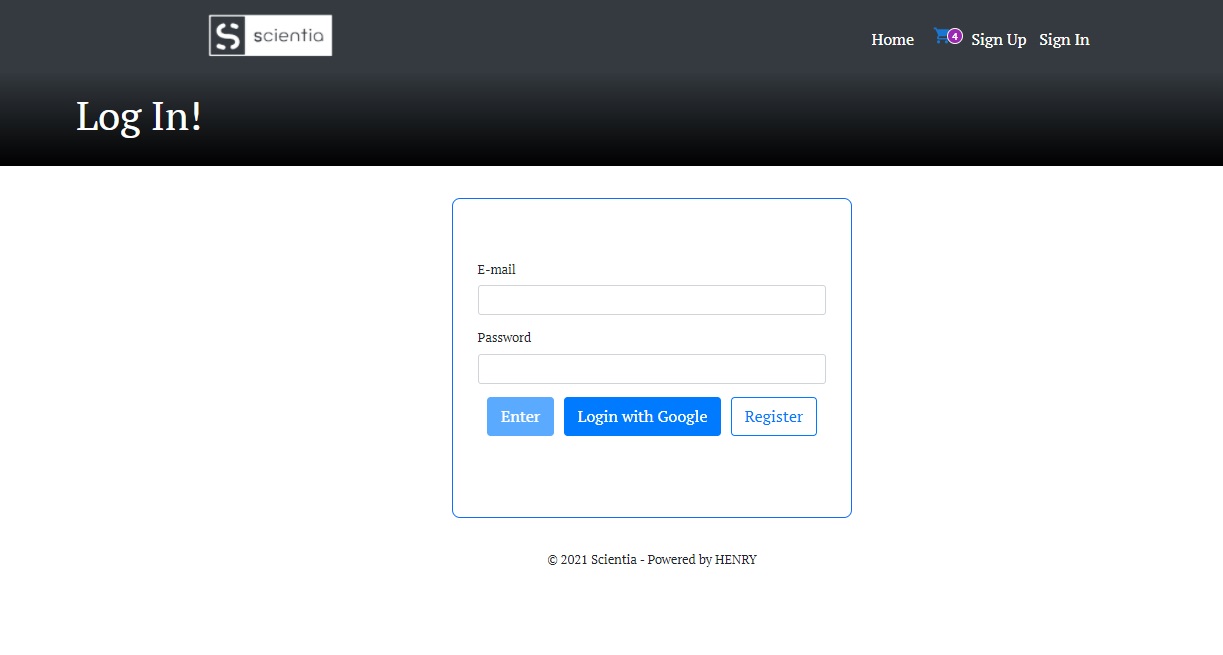 scientia
Home 4 Sign Up Sign In
Log In!
E-mail
Password
Enter Login with Google Register
© 2021 Scientia - Powered by HENRY